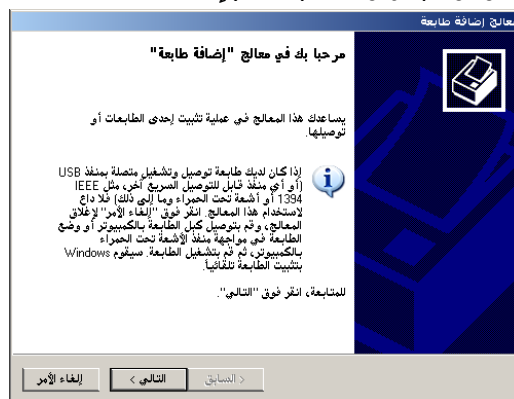 معالج إضافة طابعة
مرحبا بك في معالج "إضافة طابعة"
يساعدك هذا المعالج في عملية تثبيت إحدى الطابعات أو
توصيلها.
إذا كان لديك طابعة توصيل وتشغيل متصلة بمنفذ USB
(أو أي منفذ قابل للتوصيل السريع آخر، مثل IEEE
1394 أو أشعة تحت الحمراء وما إلى ذلك) فلا داع
لاستخدام هذا المعالج. انقر فوق "إلغاء الأمر" لإغلاق
المعالج، وقم بتوصيل كبل الطابعة بالكمبيوتر أو وضع
الطابعة في مواجهة منفذ الأشعة تحت الحمراء
بالكمبيوتر، ثم قم بتشغيل الطابعة. سيقوم Windows
بتثبيت الطابعة تلقائياً.
للمتابعة، انقر فوق "التالي".
< السابق
التالي >
إلغاء الأمر